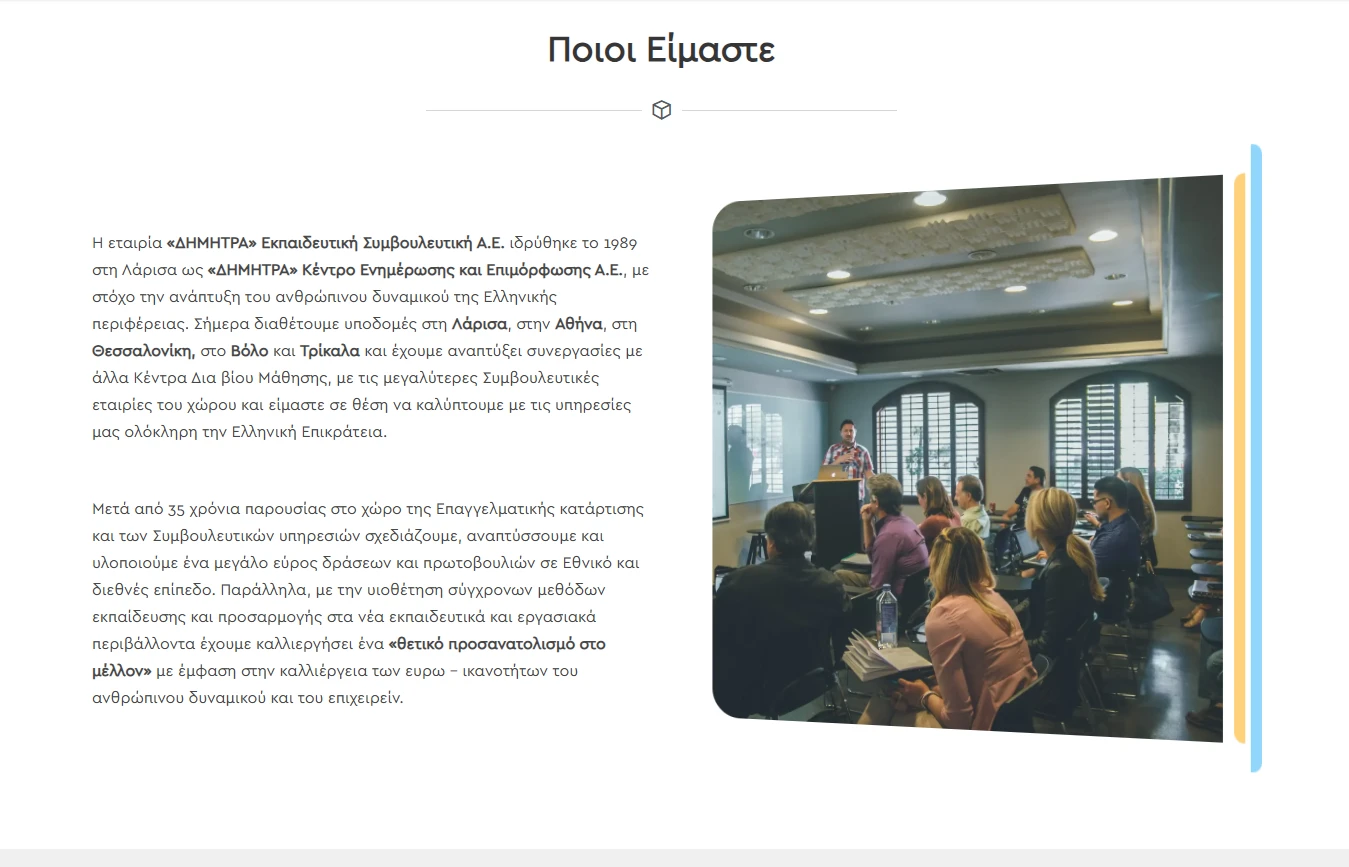 Ποιοι Είμαστε
Η εταιρία «ΔΗΜΗΤΡΑ» Εκπαιδευτική Συμβουλευτική Α.Ε. ιδρύθηκε το 1989
στη Λάρισα ως «ΔΗΜΗΤΡΑ» Κέντρο Ενημέρωσης και Επιμόρφωσης Α.Ε., με
στόχο την ανάπτυξη του ανθρώπινου δυναμικού της Ελληνικής
περιφέρειας. Σήμερα διαθέτουμε υποδομές στη Λάρισα, στην Αθήνα, στη
Θεσσαλονίκη, στο Βόλο και Τρίκαλα και έχουμε αναπτύξει συνεργασίες με
άλλα Κέντρα Δια βίου Μάθησης, με τις μεγαλύτερες Συμβουλευτικές
εταιρίες του χώρου και είμαστε σε θέση να καλύπτουμε με τις υπηρεσίες
μας ολόκληρη την Ελληνική Επικράτεια.
Μετά από 35 χρόνια παρουσίας στο χώρο της Επαγγελματικής κατάρτισης
και των Συμβουλευτικών υπηρεσιών σχεδιάζουμε, αναπτύσσουμε και
υλοποιούμε ένα μεγάλο εύρος δράσεων και πρωτοβουλιών σε Εθνικό και
διεθνές επίπεδο. Παράλληλα, με την υιοθέτηση σύγχρονων μεθόδων
εκπαίδευσης και προσαρμογής στα νέα εκπαιδευτικά και εργασιακά
περιβάλλοντα έχουμε καλλιεργήσει ένα «θετικό προσανατολισμό στο
μέλλον» με έμφαση στην καλλιέργεια των ευρω – ικανοτήτων του
ανθρώπινου δυναμικού και του επιχειρείν.